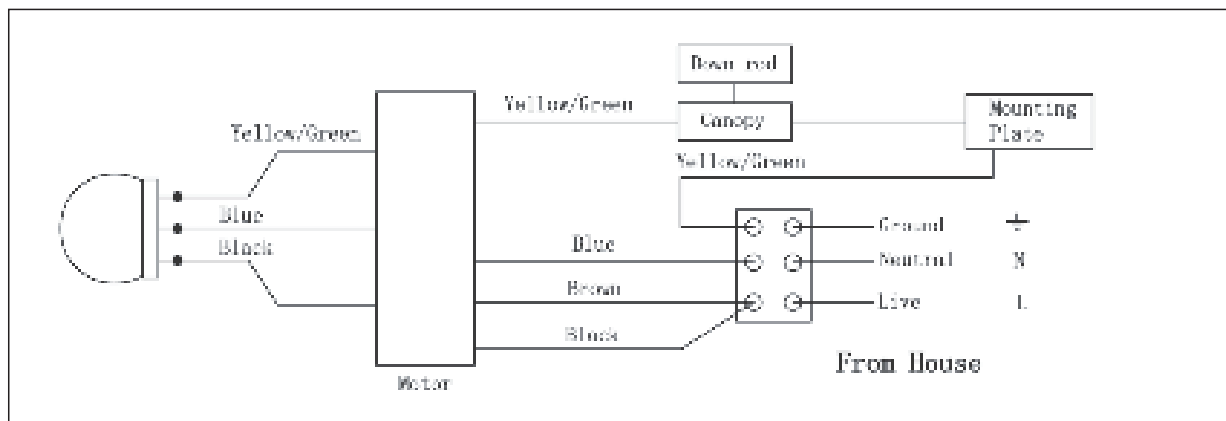 Down rod
Yellow/Green
Canopy
Mounting
Plate
Yellow/Green
Yellow/Green
Blue
Black
Blue
Brown
Black
Ground
Neutral N
Live L
From House
Motor